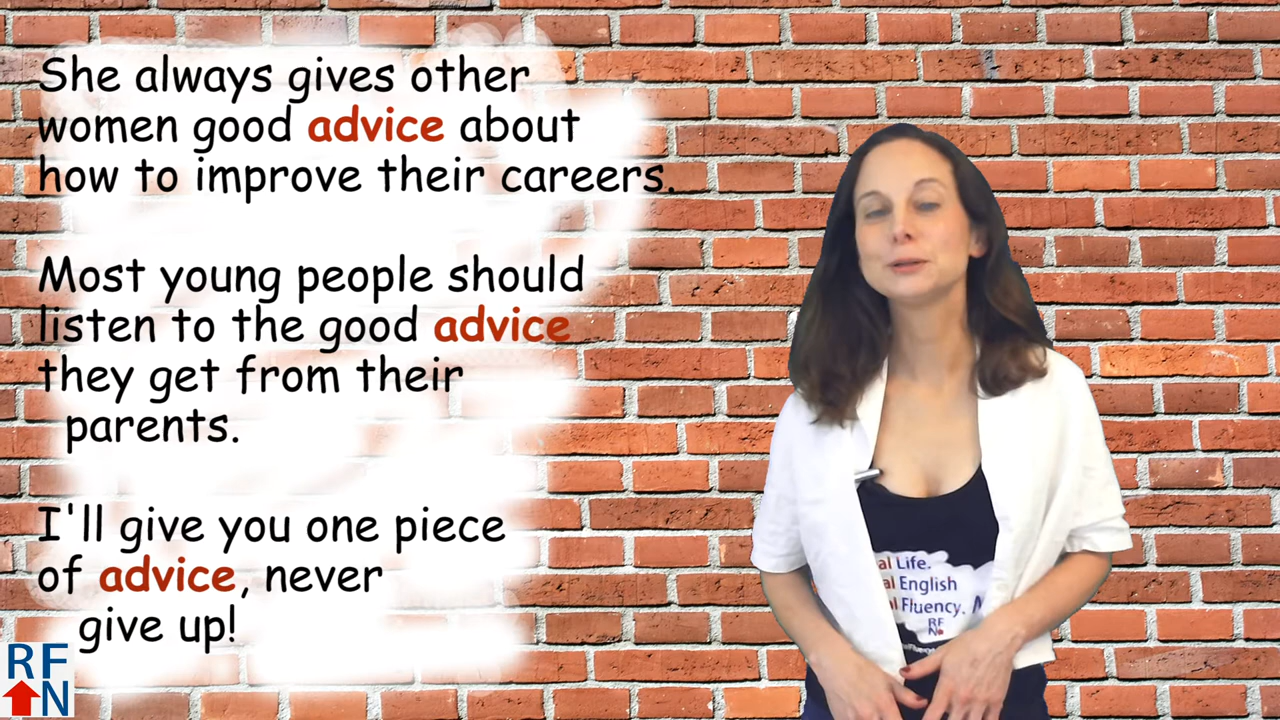 She always gives other
women good advice about
how to improve their careers.
Most young people should
listen to the good advice
they get from their
parents.
I'll give you one piece
of advice, never
give up!
RF
N
al Life.
al English
l Fluency.
RF
N